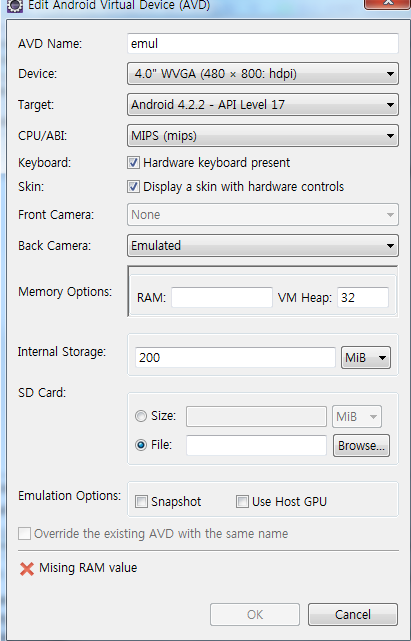 Edit Android Virtual Device (AVD)
AVD Name: emul
Device: 4.0" WVGA (480 × 800: hdpi)
Target: Android 4.2.2 - API Level 17
CPU/ABI: MIPS (mips)
Keyboard: Hardware keyboard present
Skin: Display a skin with hardware controls
Front Camera: None
Back Camera: Emulated
Memory Options: RAM: VM Heap: 32
Internal Storage: 200 MiB
SD Card:
Size: MiB
File: Browse...
Emulation Options: Snapshot Use Host GPU
Override the existing AVD with the same name
Mising RAM value
OK Cancel